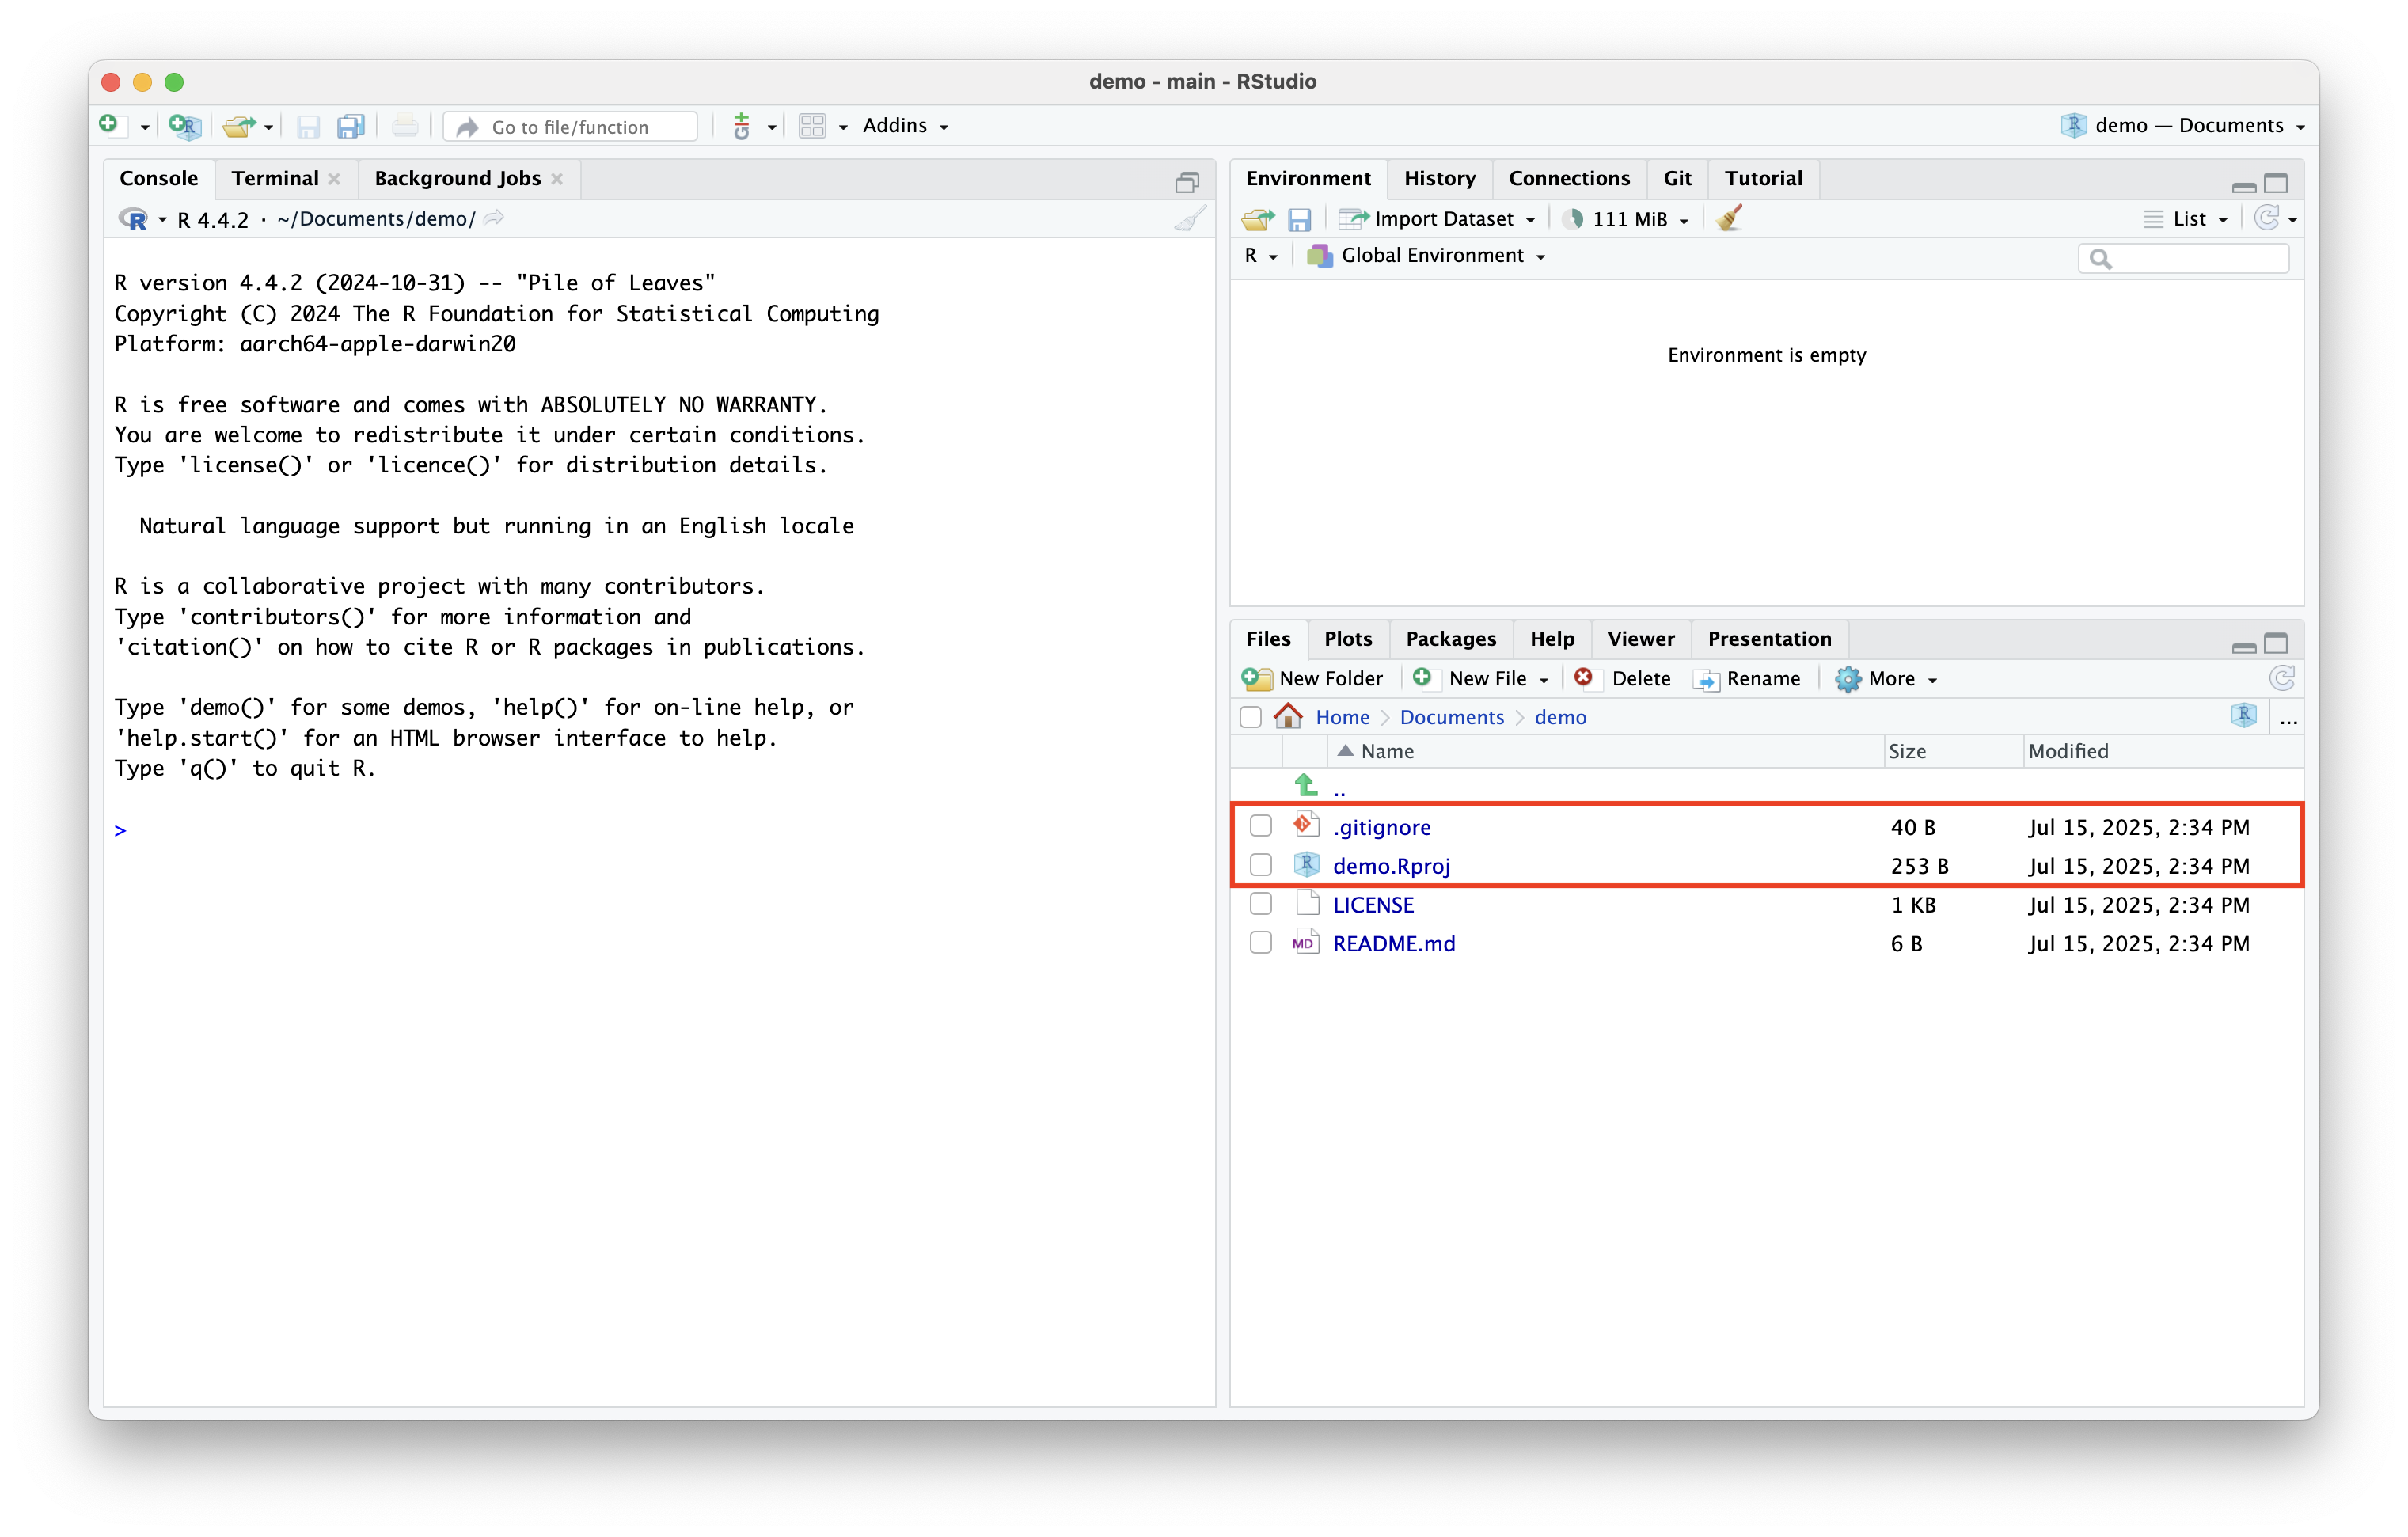 demo - main - RStudio
Go to file/function
Addins
demo — Documents
Console
Terminal
Background Jobs
R 4.4.2 · ~/Documents/demo/
R version 4.4.2 (2024-10-31) -- "Pile of Leaves"
Copyright (C) 2024 The R Foundation for Statistical Computing
Platform: aarch64-apple-darwin20
R is free software and comes with ABSOLUTELY NO WARRANTY.
You are welcome to redistribute it under certain conditions.
Type 'license()' or 'licence()' for distribution details.
Natural language support but running in an English locale
R is a collaborative project with many contributors.
Type 'contributors()' for more information and
'citation()' on how to cite R or R packages in publications.
Type 'demo()' for some demos, 'help()' for on-line help, or
'help.start()' for an HTML browser interface to help.
Type 'q()' to quit R.
>
Environment
History
Connections
Git
Tutorial
Import Dataset
111 MiB
List
R
Global Environment
Environment is empty
Files
Plots
Packages
Help
Viewer
Presentation
New Folder
New File
Delete
Rename
More
Home
Documents
demo
...
Name
Size
Modified
..
.gitignore 40 B Jul 15, 2025, 2:34 PM
demo.Rproj 253 B Jul 15, 2025, 2:34 PM
LICENSE 1 KB Jul 15, 2025, 2:34 PM
MD README.md 6 B Jul 15, 2025, 2:34 PM